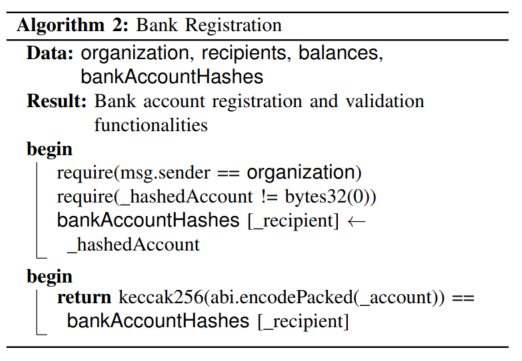 Algorithm 2: Bank Registration
Data: organization, recipients, balances,
bankAccountHashes
Result: Bank account registration and validation
functionalities
begin
require(msg.sender == organization)
require(_hashedAccount != bytes32(0))
bankAccountHashes [_recipient] ←
_hashedAccount
begin
return keccak256(abi.encodePacked(_account)) ==
bankAccountHashes [_recipient]